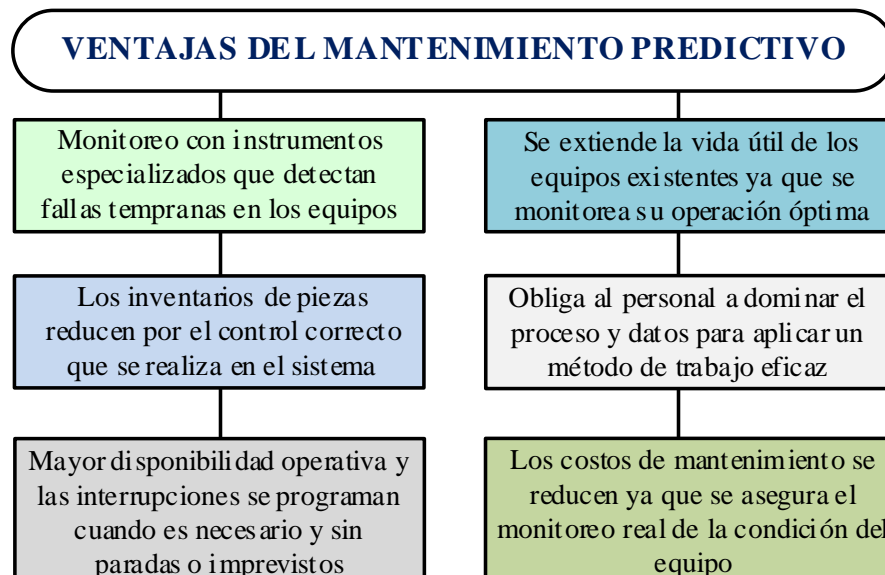 VENTAJAS DEL MANTENIMIENTO PREDICTIVO
Monitoreo con instrumentos
especializados que detectan
fallas tempranas en los equipos
Los inventarios de piezas
reducen por el control correcto
que se realiza en el sistema
Mayor disponibilidad operativa y
las interrupciones se programan
cuando es necesario y sin
paradas o imprevistos
Se extiende la vida útil de los
equipos existentes ya que se
monitorea su operación óptima
Obliga al personal a dominar el
proceso y datos para aplicar un
método de trabajo eficaz
Los costos de mantenimiento se
reducen ya que se asegura el
monitoreo real de la condición del
equipo